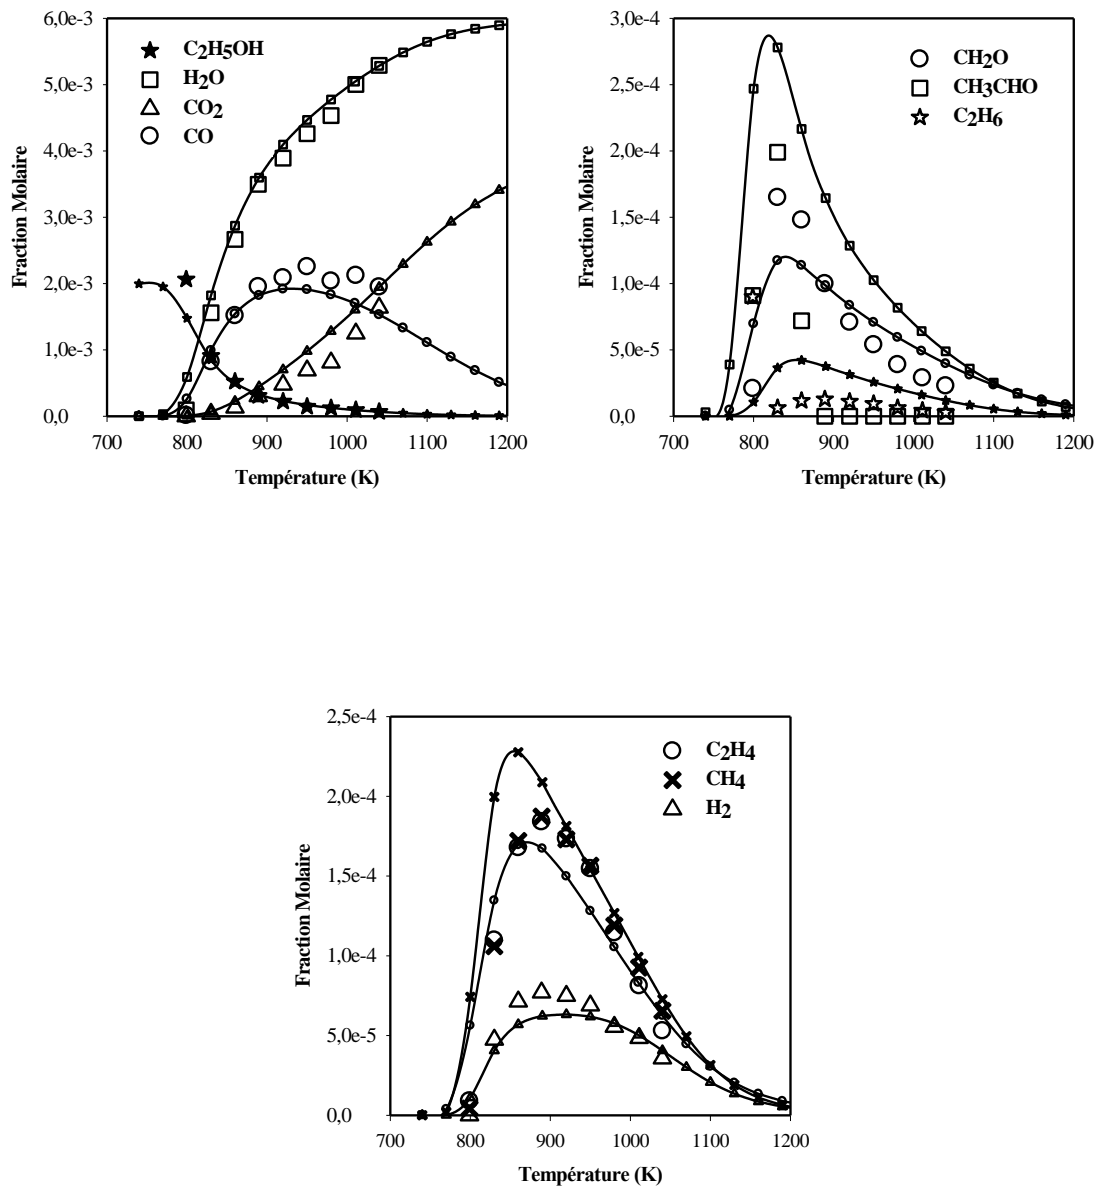 6,0e-3
5,0e-3
4,0e-3
3,0e-3
2,0e-3
1,0e-3
0,0
Fraction Molaire
C2H5OH
H2O
CO2
CO
700 800 900 1000 1100 1200
Température (K)
3,0e-4
2,5e-4
2,0e-4
1,5e-4
1,0e-4
5,0e-5
0,0
Fraction Molaire
CH2O
CH3CHO
C2H6
700 800 900 1000 1100 1200
Température (K)
2,5e-4
2,0e-4
1,5e-4
1,0e-4
5,0e-5
0,0
Fraction Molaire
C2H4
CH4
H2
700 800 900 1000 1100 1200
Température (K)